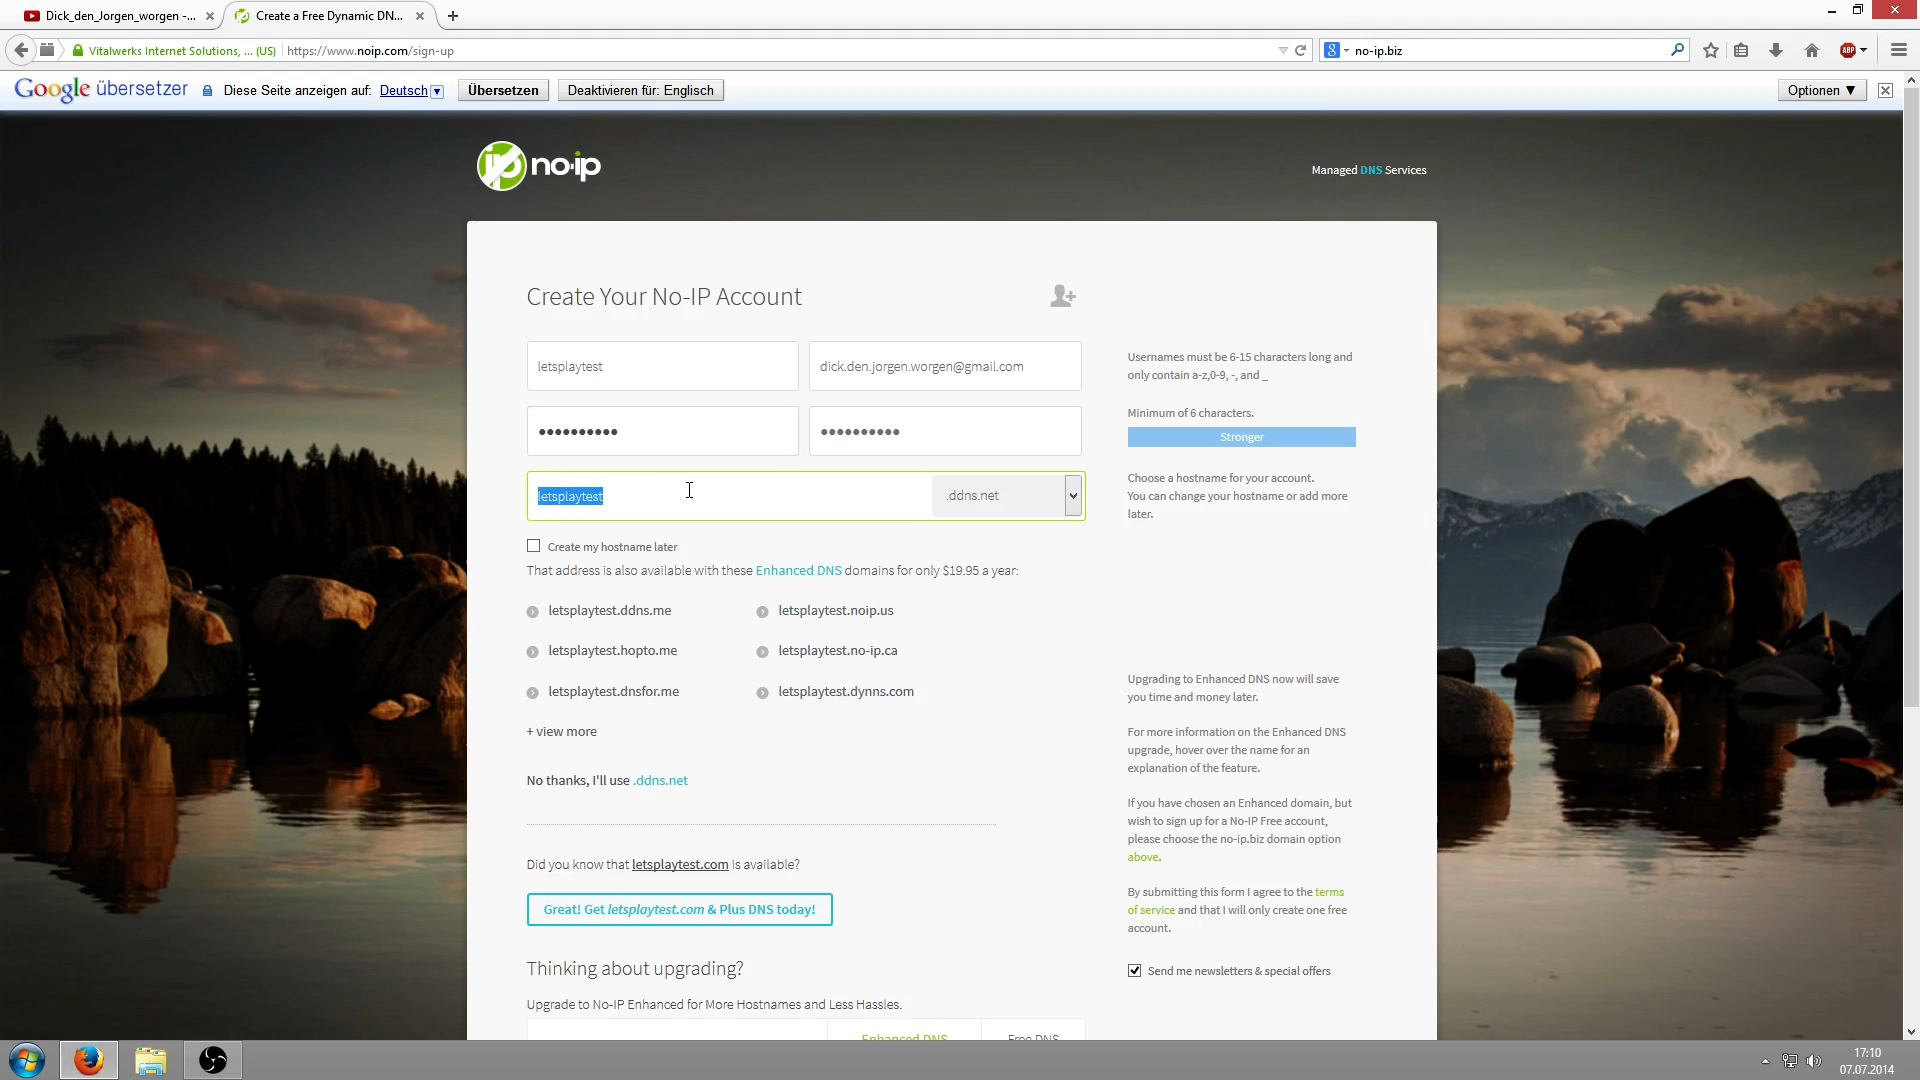 Dick_den_Jorgen_worgen -...
Create a Free Dynamic DN...
Vitalwerks Internet Solutions, ... (US)
https://www.noip.com/sign-up
no-ip.biz
ABP
Google übersetzer
Diese Seite anzeigen auf: Deutsch
Übersetzen
Deaktivieren für: Englisch
Optionen ▼
no-ip
Managed DNS Services
Create Your No-IP Account
letsplaytest
dick.den.jorgen.worgen@gmail.com
Usernames must be 6-15 characters long and
only contain a-z,0-9, -, and _
●●●●●●●●●●
●●●●●●●●●●
Minimum of 6 characters.
Stronger
letsplaytest
.ddns.net
Choose a hostname for your account.
You can change your hostname or add more
later.
Create my hostname later
That address is also available with these Enhanced DNS domains for only $19.95 a year:
letsplaytest.ddns.me
letsplaytest.noip.us
letsplaytest.hopto.me
letsplaytest.no-ip.ca
letsplaytest.dnsfor.me
letsplaytest.dynns.com
+ view more
No thanks, I'll use .ddns.net
Upgrading to Enhanced DNS now will save
you time and money later.
For more information on the Enhanced DNS
upgrade, hover over the name for an
explanation of the feature.
If you have chosen an Enhanced domain, but
wish to sign up for a No-IP Free account,
please choose the no-ip.biz domain option
above.
By submitting this form I agree to the terms
of service and that I will only create one free
account.
Send me newsletters & special offers
Did you know that letsplaytest.com is available?
Great! Get letsplaytest.com & Plus DNS today!
Thinking about upgrading?
Upgrade to No-IP Enhanced for More Hostnames and Less Hassles.
Enhanced DNS
Free DNS
17:10
07.07.2014